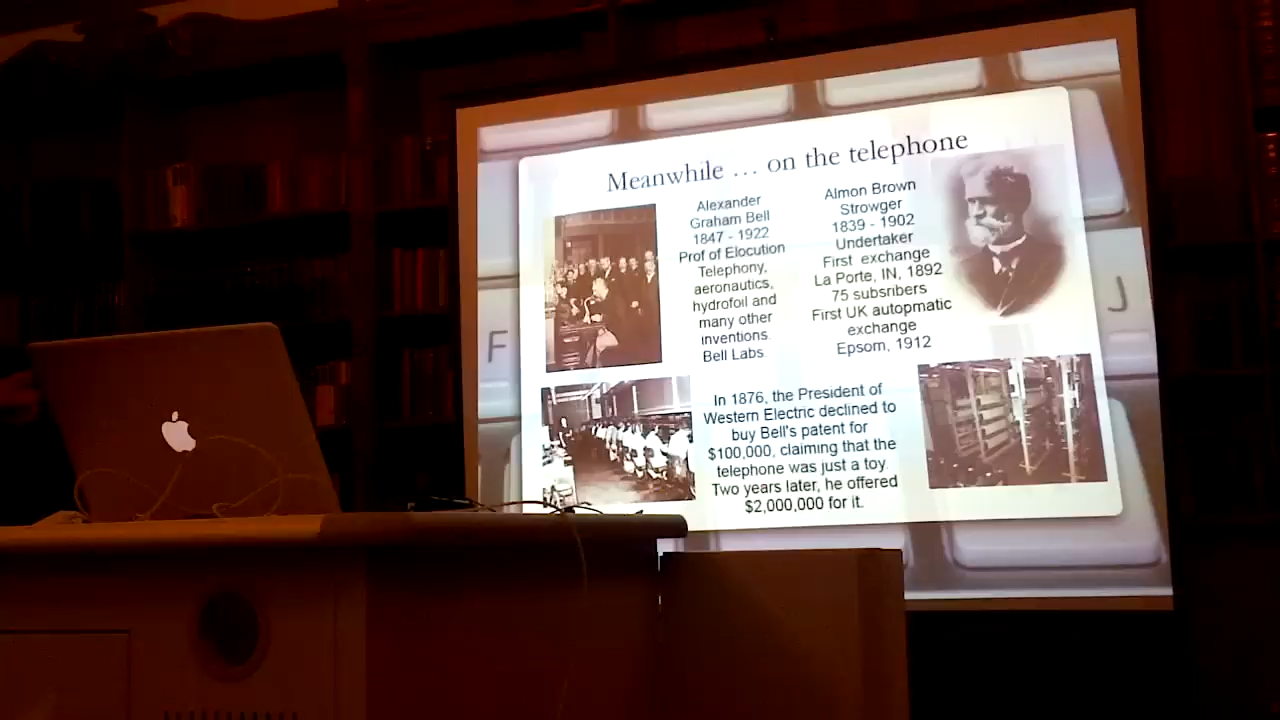 Meanwhile … on the telephone
Alexander
Graham Bell
1847 - 1922
Prof of Elocution
Telephony,
aeronautics,
hydrofoil and
many other
inventions.
Bell Labs
Almon Brown
Strowger
1839 - 1902
Undertaker
First exchange
La Porte, IN, 1892
75 subsribers
First UK autopmatic
exchange
Epsom, 1912
In 1876, the President of
Western Electric declined to
buy Bell's patent for
$100,000, claiming that the
telephone was just a toy.
Two years later, he offered
$2,000,000 for it.
F
J